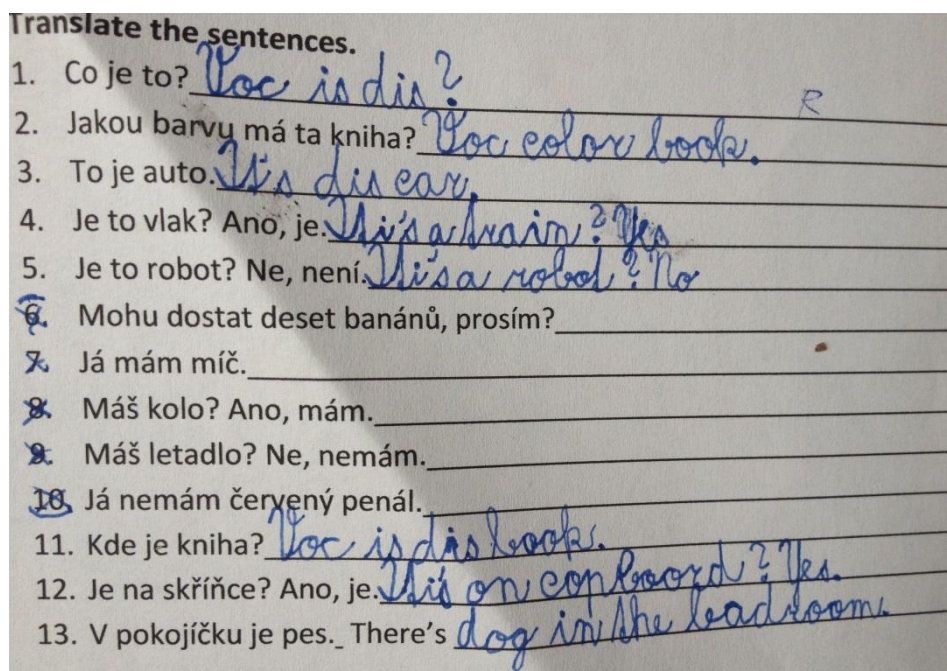 Translate the sentences.
1. Co je to? Voc is dis?
R
2. Jakou barvu má ta kniha? Voc color book.
3. To je auto. It's dis car.
4. Je to vlak? Ano, je. It's a train? Yes
5. Je to robot? Ne, není. It's a robot? No
6. Mohu dostat deset banánů, prosím?
7. Já mám míč.
8. Máš kolo? Ano, mám.
9. Máš letadlo? Ne, nemám.
10. Já nemám červený penál.
11. Kde je kniha? Voc is dis book.
12. Je na skříňce? Ano, je. It's on conboord? Yes.
13. V pokojíčku je pes._ There's dog in the beadroom.